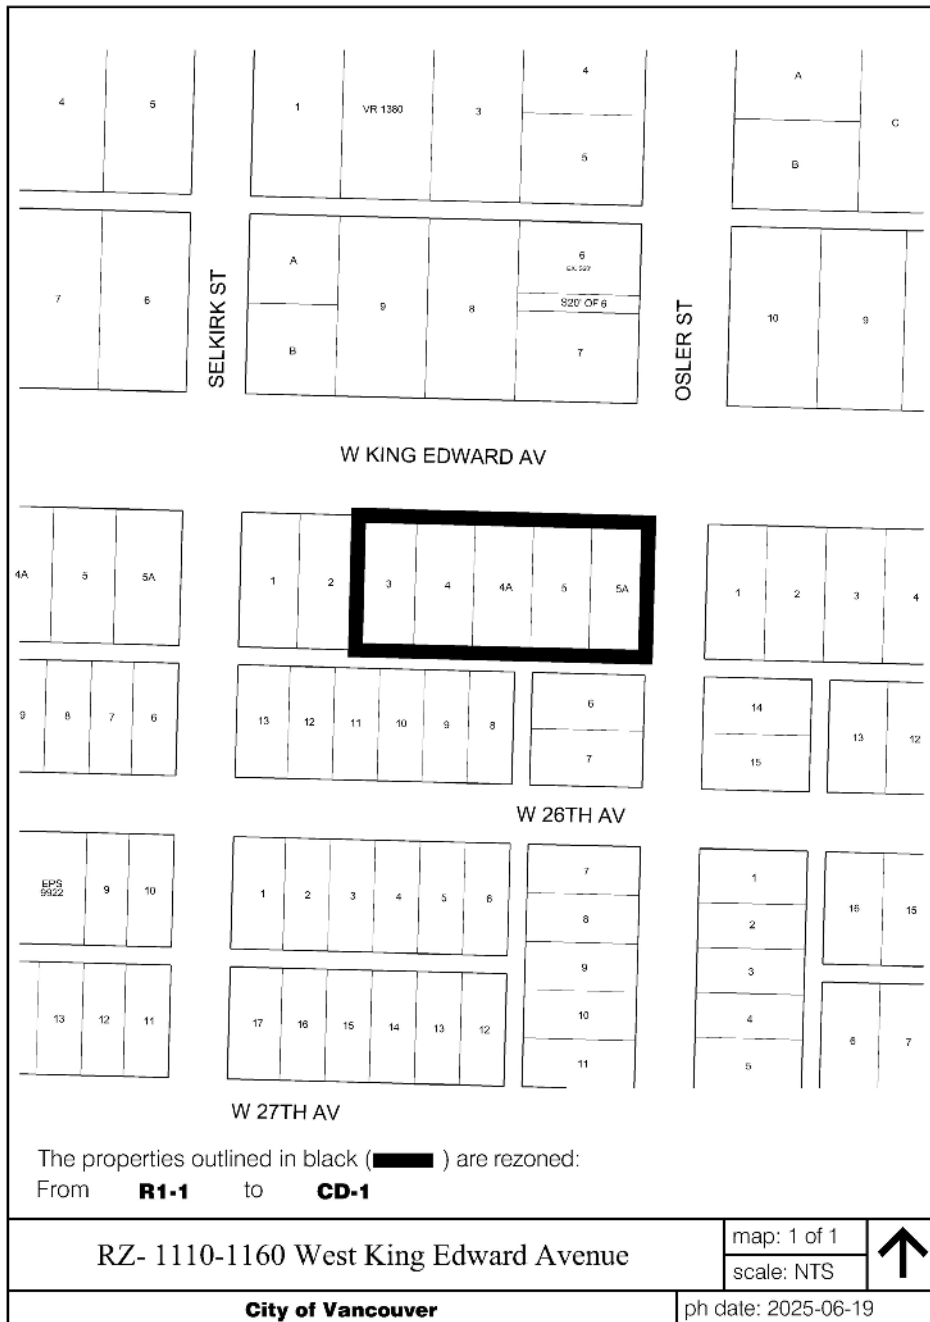 4 5 1 VR 1380 3 4 A C
5 B
7 6 SELKIRK ST A 9 8 6 OSLER ST 10 9
S20' OF 6
B 7
W KING EDWARD AV
4A 5 5A 1 2 3 4 4A 5 5A 1 2 3 4
9 8 7 6 13 12 11 10 9 8 6 14 13 12
7 15
W 26TH AV
EPS
9922
9 10 1 2 3 4 5 6 7 1 16 15
8 2
9 3
13 12 11 17 16 15 14 13 12 10 4 6 7
11 5
W 27TH AV
The properties outlined in black ( ) are rezoned:
From R1-1 to CD-1
RZ- 1110-1160 West King Edward Avenue
map: 1 of 1
scale: NTS
City of Vancouver
ph date: 2025-06-19